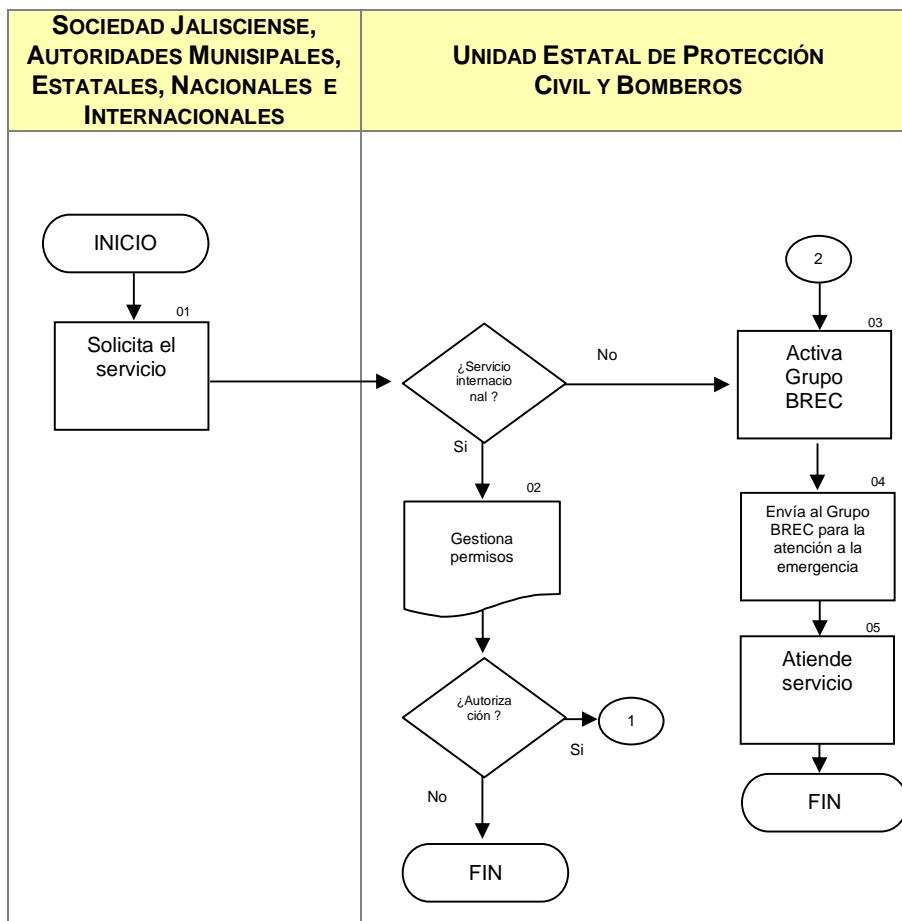 SOCIEDAD JALISCIENSE,
AUTORIDADES MUNISIPALES,
ESTATALES, NACIONALES E
INTERNACIONALES
UNIDAD ESTATAL DE PROTECCIÓN
CIVIL Y BOMBEROS
INICIO
01
Solicita el
servicio
¿Servicio
internacio
nal ?
No
Si
02
Gestiona
permisos
¿Autoriza
ción ?
Si
1
No
FIN
2
03
Activa
Grupo
BREC
04
Envía al Grupo
BREC para la
atención a la
emergencia
05
Atiende
servicio
FIN